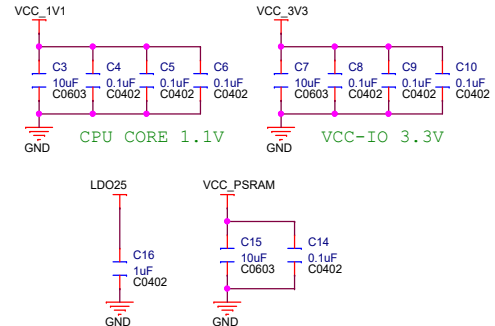 VCC_1V1
VCC_3V3
C3
C4
C5
C6
10uF
0.1uF
0.1uF
0.1uF
C0603
C0402
C0402
C0402
C7
C8
C9
C10
10uF
0.1uF
0.1uF
0.1uF
C0603
C0402
C0402
C0402
GND
CPU CORE 1.1V
GND
VCC-IO 3.3V
LDO25
VCC_PSRAM
C16
1uF
C0402
C15
10uF
C0603
C14
0.1uF
C0402
GND
GND